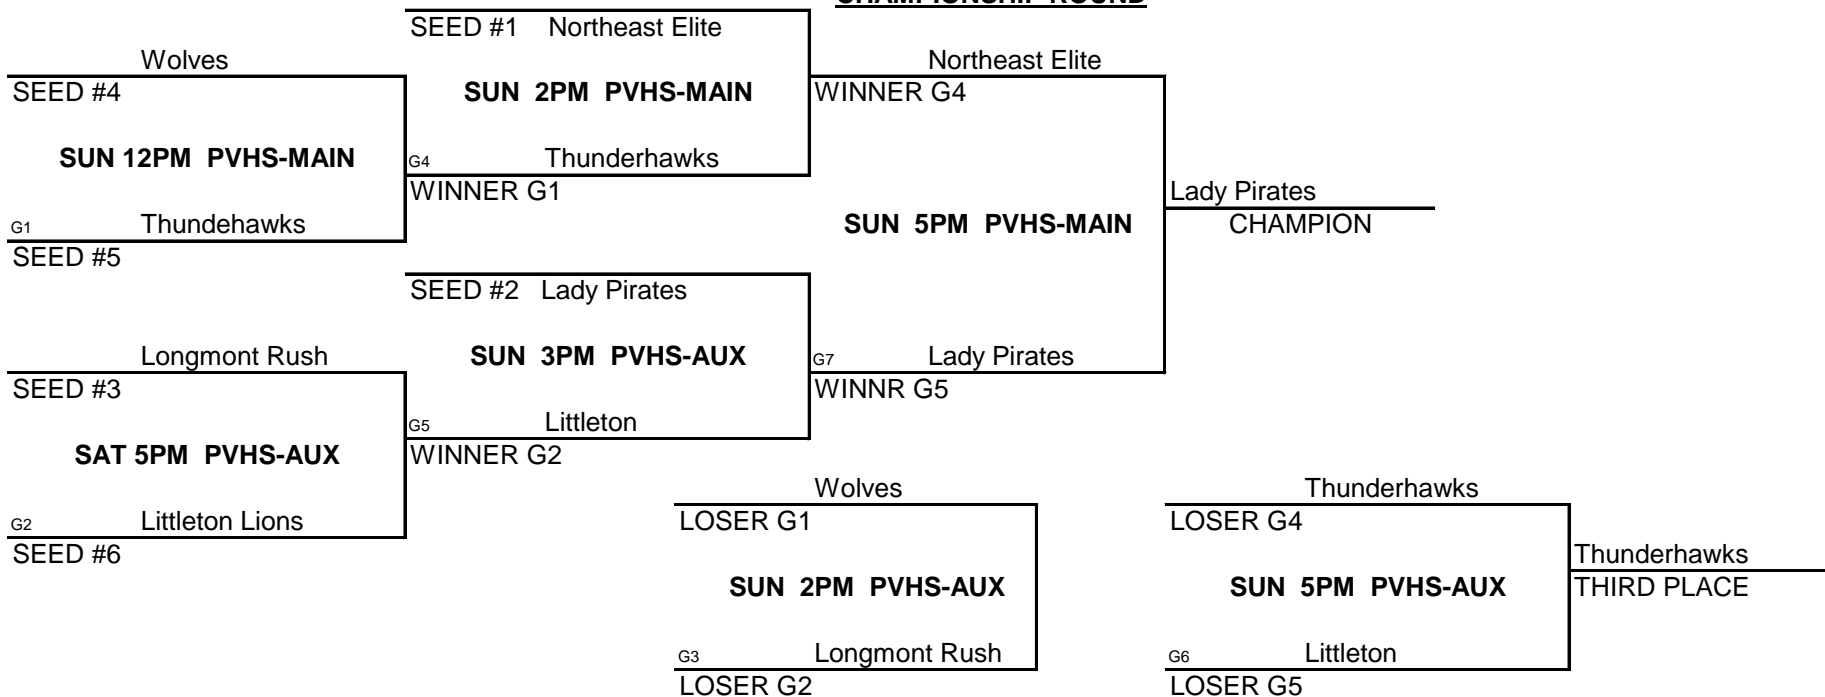 CHAMPIONSHIP ROUND
SEED #1 Northeast Elite
Wolves
Northeast Elite
SEED #4
SUN 2PM PVHS-MAIN
WINNER G4
SUN 12PM PVHS-MAIN
G4 Thunderhawks
WINNER G1
Lady Pirates
G1 Thundehawks
SUN 5PM PVHS-MAIN
CHAMPION
SEED #5
SEED #2 Lady Pirates
Longmont Rush
SUN 3PM PVHS-AUX
G7 Lady Pirates
SEED #3
WINNR G5
G5 Littleton
SAT 5PM PVHS-AUX
WINNER G2
Wolves
Thunderhawks
G2 Littleton Lions
LOSER G1
LOSER G4
SEED #6
Thunderhawks
SUN 2PM PVHS-AUX
SUN 5PM PVHS-AUX
THIRD PLACE
G3 Longmont Rush
G6 Littleton
LOSER G2
LOSER G5